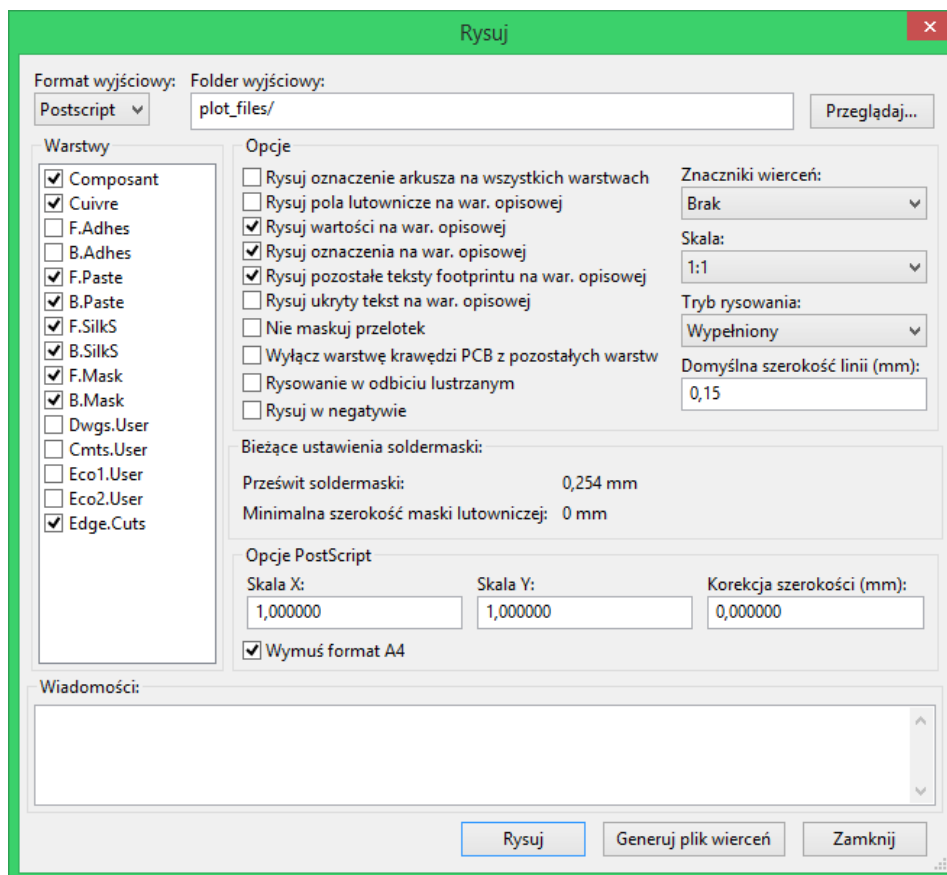 Rysuj
Format wyjściowy:
Folder wyjściowy:
Postscript
plot_files/
Przeglądaj...
Warstwy
Composant
Cuivre
F.Adhes
B.Adhes
F.Paste
B.Paste
F.SilkS
B.SilkS
F.Mask
B.Mask
Dwgs.User
Cmts.User
Eco1.User
Eco2.User
Edge.Cuts
Opcje
Rysuj oznaczenie arkusza na wszystkich warstwach
Rysuj pola lutownicze na war. opisowej
Rysuj wartości na war. opisowej
Rysuj oznaczenia na war. opisowej
Rysuj pozostałe teksty footprintu na war. opisowej
Rysuj ukryty tekst na war. opisowej
Nie maskuj przelotek
Wyłącz warstwę krawędzi PCB z pozostałych warstw
Rysowanie w odbiciu lustrzanym
Rysuj w negatywie
Znaczniki wierceń:
Brak
Skala:
1:1
Tryb rysowania:
Wypełniony
Domyślna szerokość linii (mm):
0,15
Bieżące ustawienia soldermaski:
Prześwit soldermaski: 0,254 mm
Minimalna szerokość maski lutowniczej: 0 mm
Opcje PostScript
Skala X:
1,000000
Skala Y:
1,000000
Korekcja szerokości (mm):
0,000000
Wymuś format A4
Wiadomości:
Rysuj
Generuj plik wierceń
Zamknij